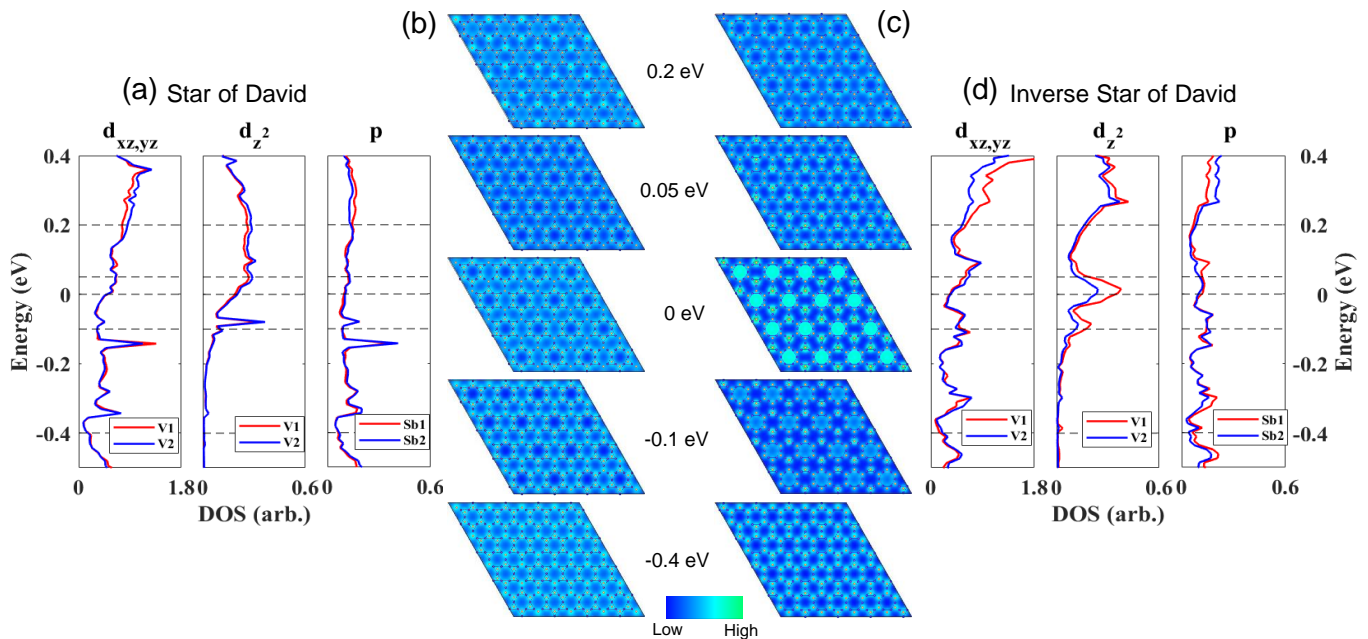 (b)
(c)
(a) Star of David
(d) Inverse Star of David
d xz,yz
d z 2
p
d xz,yz
d z 2
p
0.2 eV
0.05 eV
0 eV
-0.1 eV
-0.4 eV
Energy (eV)
0.4
0.2
0
-0.2
-0.4
V1
V2
V1
V2
Sb1
Sb2
0
1.8
0
0.6
0
0.6
DOS (arb.)
Low
High
V1
V2
V1
V2
Sb1
Sb2
0
1.8
0
0.6
0
0.6
DOS (arb.)
0.4
0.2
0
-0.2
-0.4
Energy (eV)